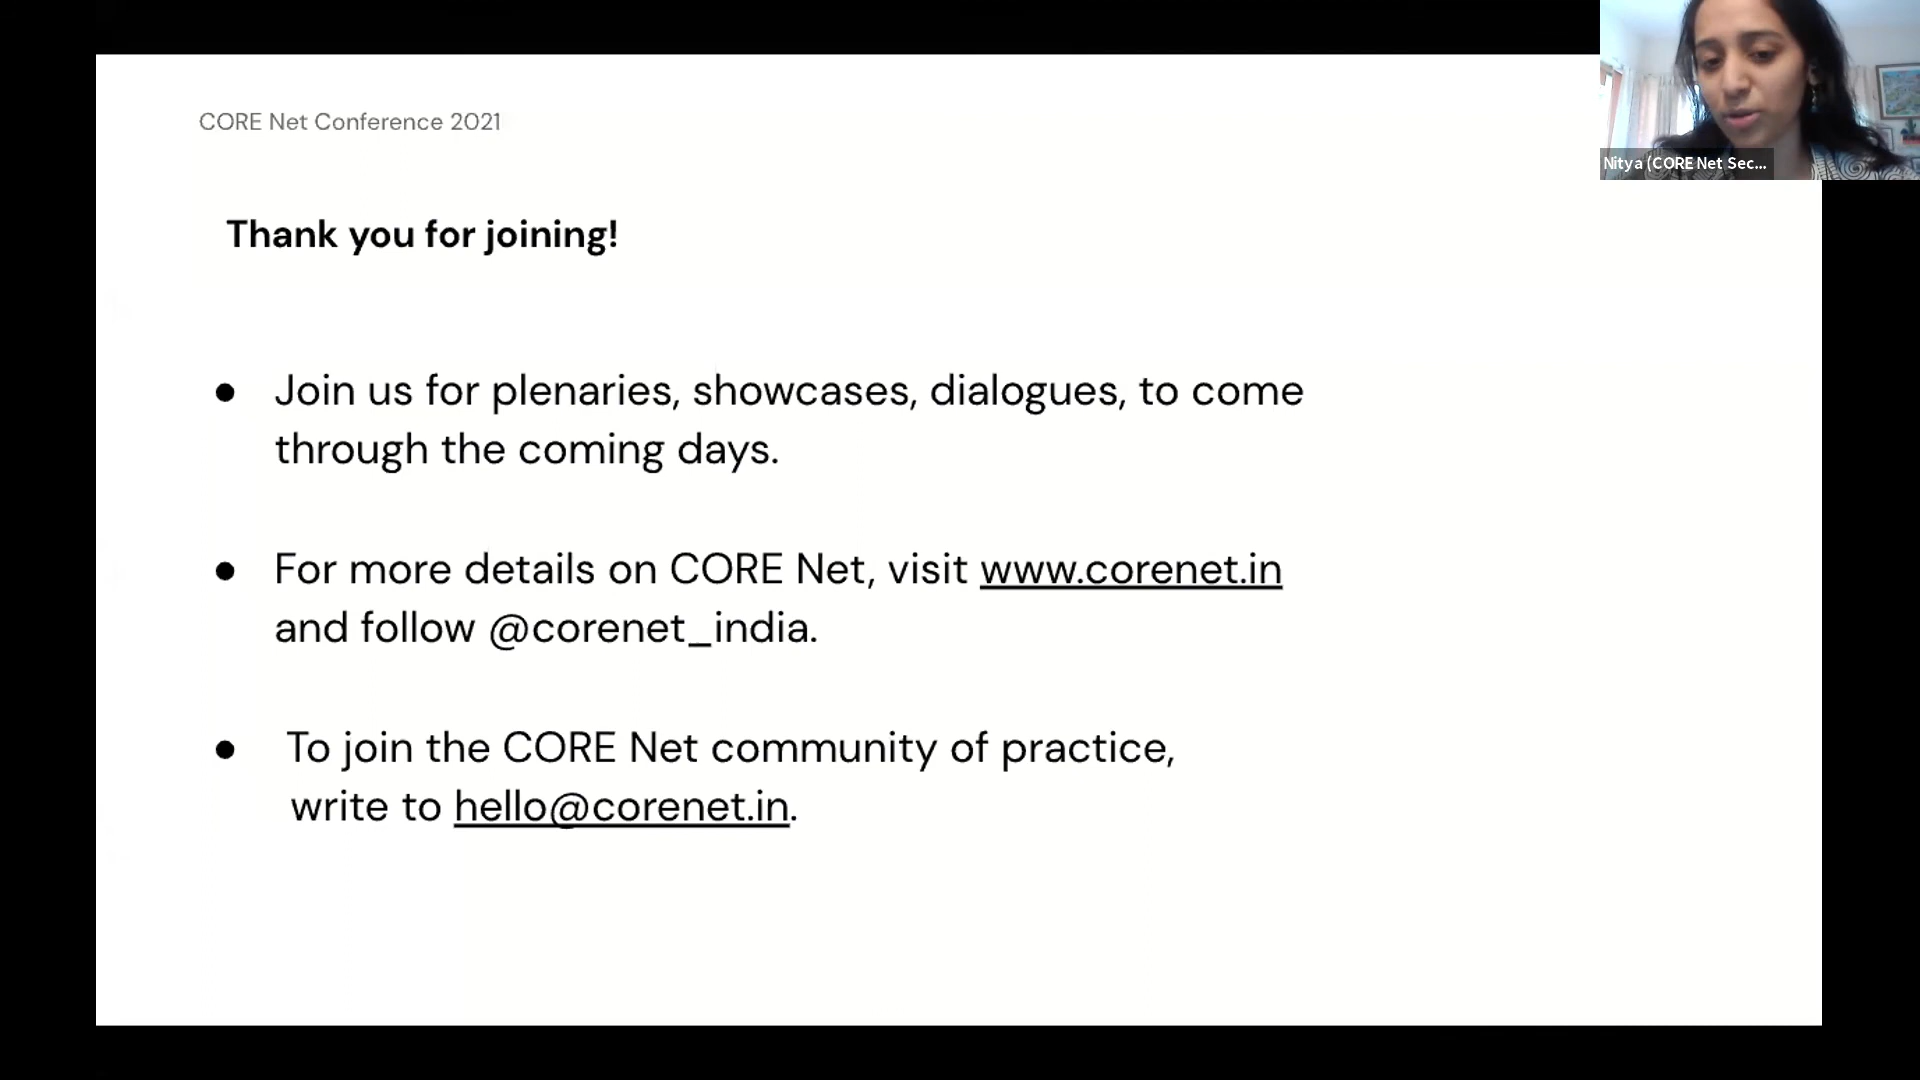 CORE Net Conference 2021
Nitya (CORE Net Sec...
Thank you for joining!
● Join us for plenaries, showcases, dialogues, to come
through the coming days.
● For more details on CORE Net, visit www.corenet.in
and follow @corenet_india.
● To join the CORE Net community of practice,
write to hello@corenet.in.